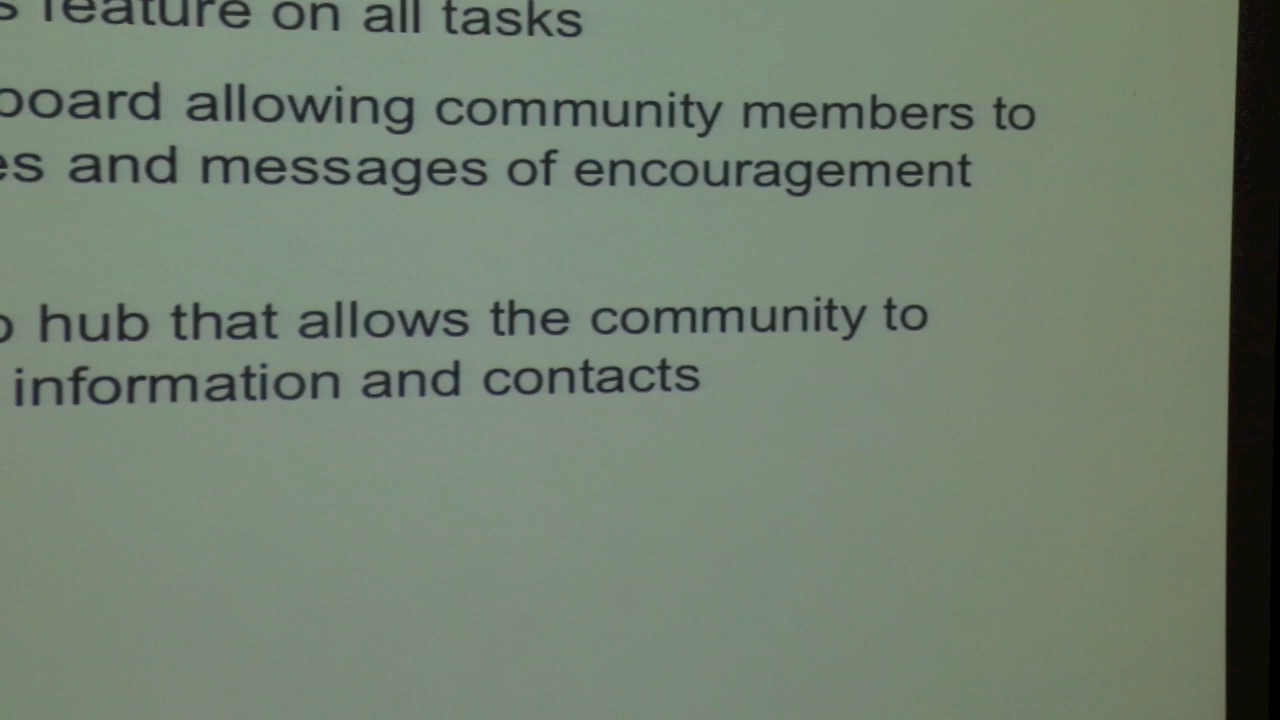 feature on all tasks
board allowing community members to
and messages of encouragement
hub that allows the community to
information and contacts